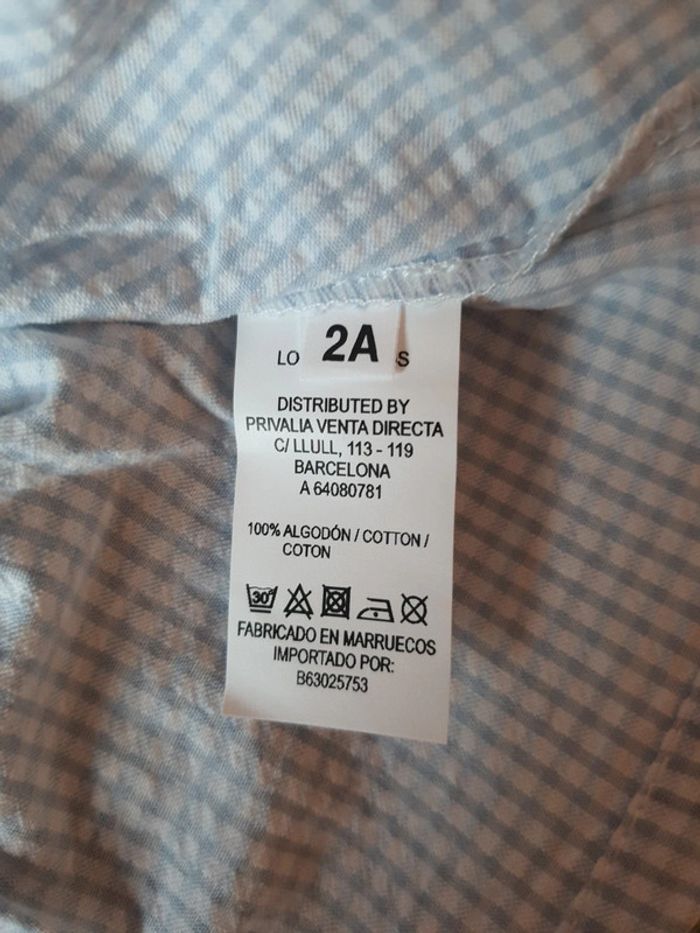 2A
DISTRIBUTED BY
PRIVALIA VENTA DIRECTA
C/ LLULL, 113 - 119
BARCELONA
A 64080781
100% ALGODÓN / COTTON /
COTON
30°
FABRICADO EN MARRUECOS
IMPORTADO POR:
B63025753